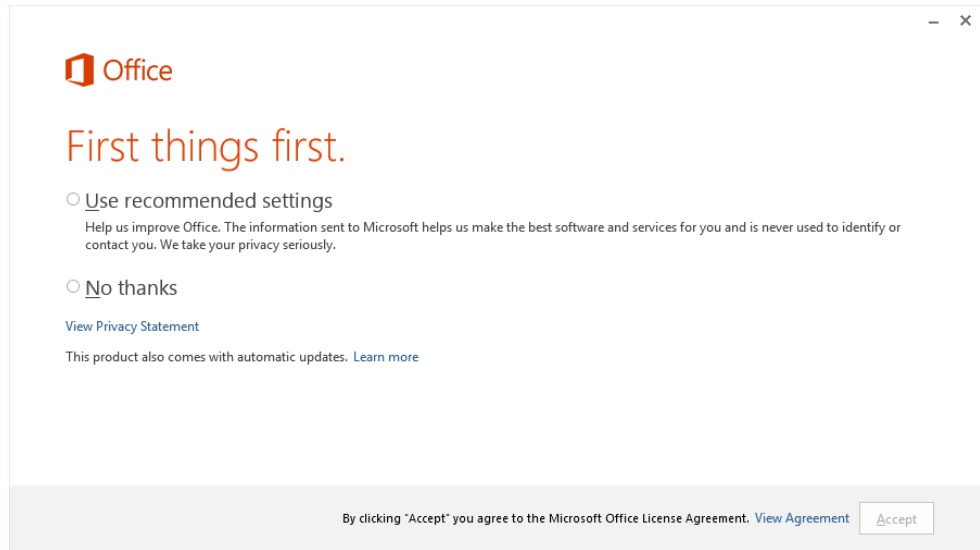 Office
First things first.
Use recommended settings
Help us improve Office. The information sent to Microsoft helps us make the best software and services for you and is never used to identify or
contact you. We take your privacy seriously.
No thanks
View Privacy Statement
This product also comes with automatic updates. Learn more
By clicking "Accept" you agree to the Microsoft Office License Agreement. View Agreement Accept